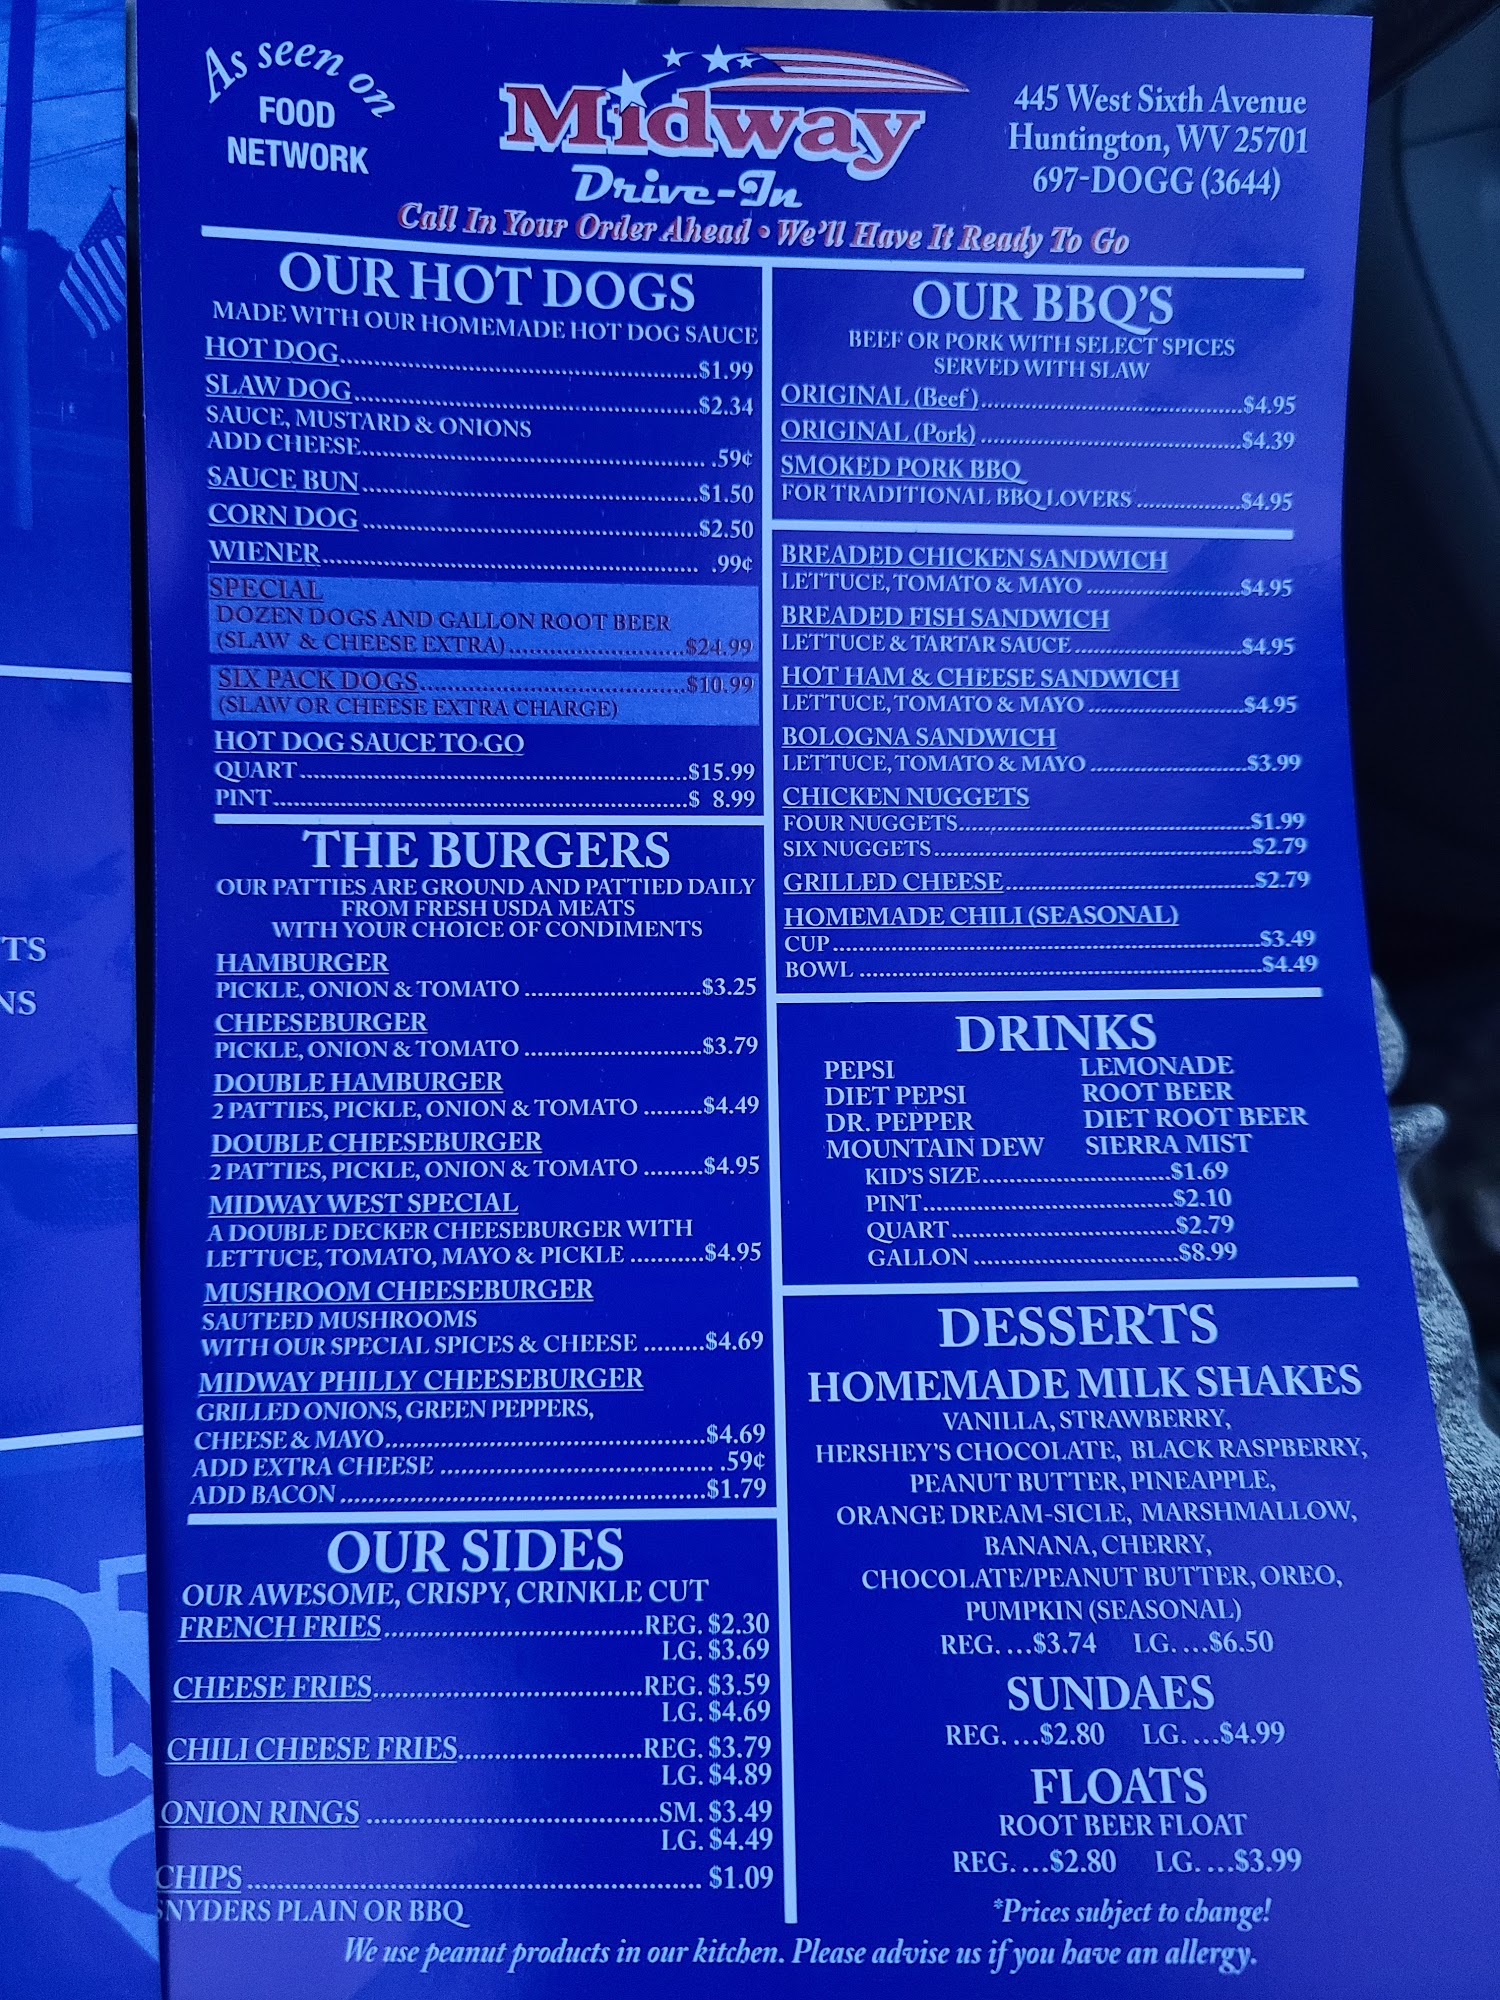 TS
NS
As seen on
FOOD
NETWORK
Midway
Drive-In
445 West Sixth Avenue
Huntington, WV 25701
697-DOGG (3644)
Call In Your Order Ahead • We'll Have It Ready To Go
OUR HOT DOGS
MADE WITH OUR HOMEMADE HOT DOG SAUCE
HOT DOG....................$1.99
SLAW DOG....................$2.34
SAUCE, MUSTARD & ONIONS
ADD CHEESE.................... .59¢
SAUCE BUN....................$1.50
CORN DOG....................$2.50
WIENER.................... .99¢
SPECIAL
DOZEN DOGS AND GALLON ROOT BEER
(SLAW & CHEESE EXTRA)....................$24.99
SIX PACK DOGS....................$10.99
(SLAW OR CHEESE EXTRA CHARGE)
HOT DOG SAUCE TO-GO
QUART....................$15.99
PINT....................$ 8.99
THE BURGERS
OUR PATTIES ARE GROUND AND PATTIED DAILY
FROM FRESH USDA MEATS
WITH YOUR CHOICE OF CONDIMENTS
HAMBURGER
PICKLE, ONION & TOMATO....................$3.25
CHEESEBURGER
PICKLE, ONION & TOMATO....................$3.79
DOUBLE HAMBURGER
2 PATTIES, PICKLE, ONION & TOMATO.........$4.49
DOUBLE CHEESEBURGER
2 PATTIES, PICKLE, ONION & TOMATO.........$4.95
MIDWAY WEST SPECIAL
A DOUBLE DECKER CHEESEBURGER WITH
LETTUCE, TOMATO, MAYO & PICKLE...........$4.95
MUSHROOM CHEESEBURGER
SAUTEED MUSHROOMS
WITH OUR SPECIAL SPICES & CHEESE.........$4.69
MIDWAY PHILLY CHEESEBURGER
GRILLED ONIONS, GREEN PEPPERS,
CHEESE & MAYO....................$4.69
ADD EXTRA CHEESE.................... .59¢
ADD BACON....................$1.79
OUR SIDES
OUR AWESOME, CRISPY, CRINKLE CUT
FRENCH FRIES....................REG. $2.30
LG. $3.69
CHEESE FRIES....................REG. $3.59
LG. $4.69
CHILI CHEESE FRIES....................REG. $3.79
LG. $4.89
ONION RINGS....................SM. $3.49
LG. $4.49
CHIPS.................... $1.09
SNYDERS PLAIN OR BBQ
OUR BBQ'S
BEEF OR PORK WITH SELECT SPICES
SERVED WITH SLAW
ORIGINAL (Beef)....................$4.95
ORIGINAL (Pork)....................$4.39
SMOKED PORK BBQ
FOR TRADITIONAL BBQ LOVERS...............$4.95
BREADED CHICKEN SANDWICH
LETTUCE, TOMATO & MAYO....................$4.95
BREADED FISH SANDWICH
LETTUCE & TARTAR SAUCE....................$4.95
HOT HAM & CHEESE SANDWICH
LETTUCE, TOMATO & MAYO....................$4.95
BOLOGNA SANDWICH
LETTUCE, TOMATO & MAYO....................$3.99
CHICKEN NUGGETS
FOUR NUGGETS....................$1.99
SIX NUGGETS....................$2.79
GRILLED CHEESE....................$2.79
HOMEMADE CHILI (SEASONAL)
CUP....................$3.49
BOWL....................$4.49
DRINKS
PEPSI LEMONADE
DIET PEPSI ROOT BEER
DR. PEPPER DIET ROOT BEER
MOUNTAIN DEW SIERRA MIST
KID'S SIZE....................$1.69
PINT....................$2.10
QUART....................$2.79
GALLON....................$8.99
DESSERTS
HOMEMADE MILK SHAKES
VANILLA, STRAWBERRY,
HERSHEY'S CHOCOLATE, BLACK RASPBERRY,
PEANUT BUTTER, PINEAPPLE,
ORANGE DREAM-SICLE, MARSHMALLOW,
BANANA, CHERRY,
CHOCOLATE/PEANUT BUTTER, OREO,
PUMPKIN (SEASONAL)
REG....$3.74 LG....$6.50
SUNDAES
REG....$2.80 LG....$4.99
FLOATS
ROOT BEER FLOAT
REG....$2.80 LG....$3.99
*Prices subject to change!
We use peanut products in our kitchen. Please advise us if you have an allergy.